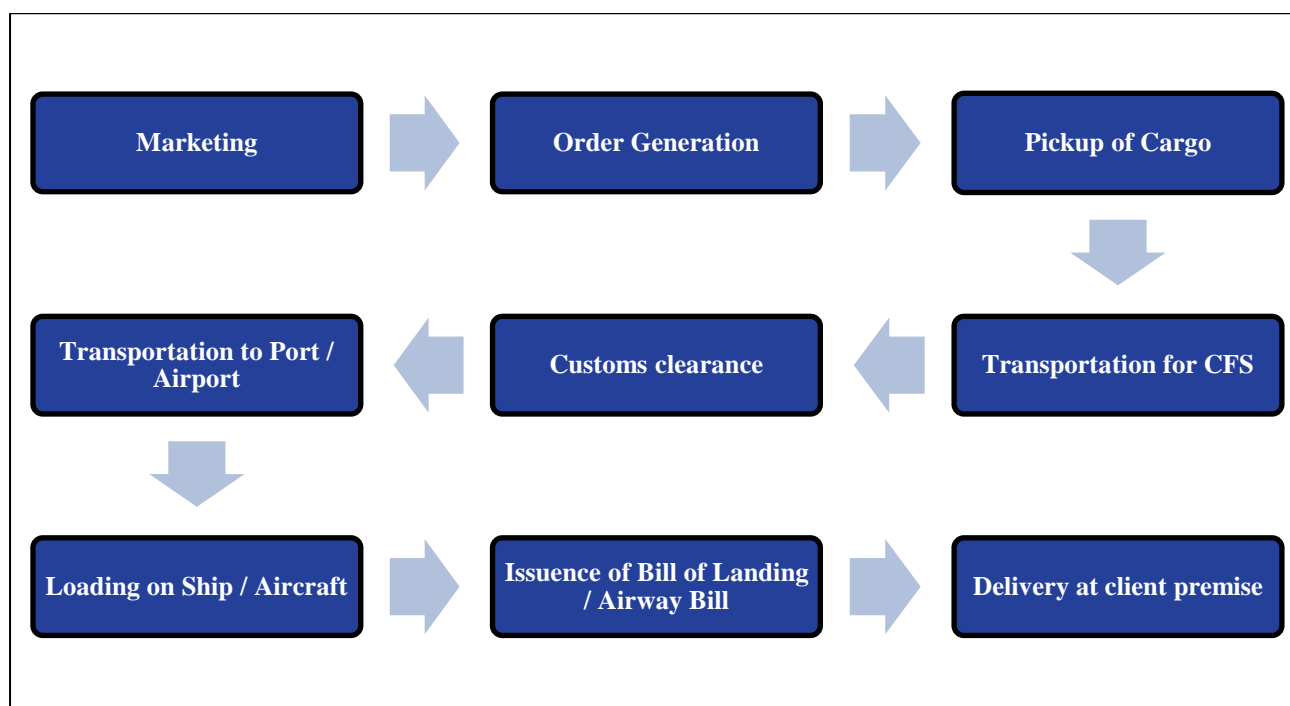 Marketing
Order Generation
Pickup of Cargo
Transportation for CFS
Customs clearance
Transportation to Port /
Airport
Loading on Ship / Aircraft
Issuence of Bill of Landing
/ Airway Bill
Delivery at client premise